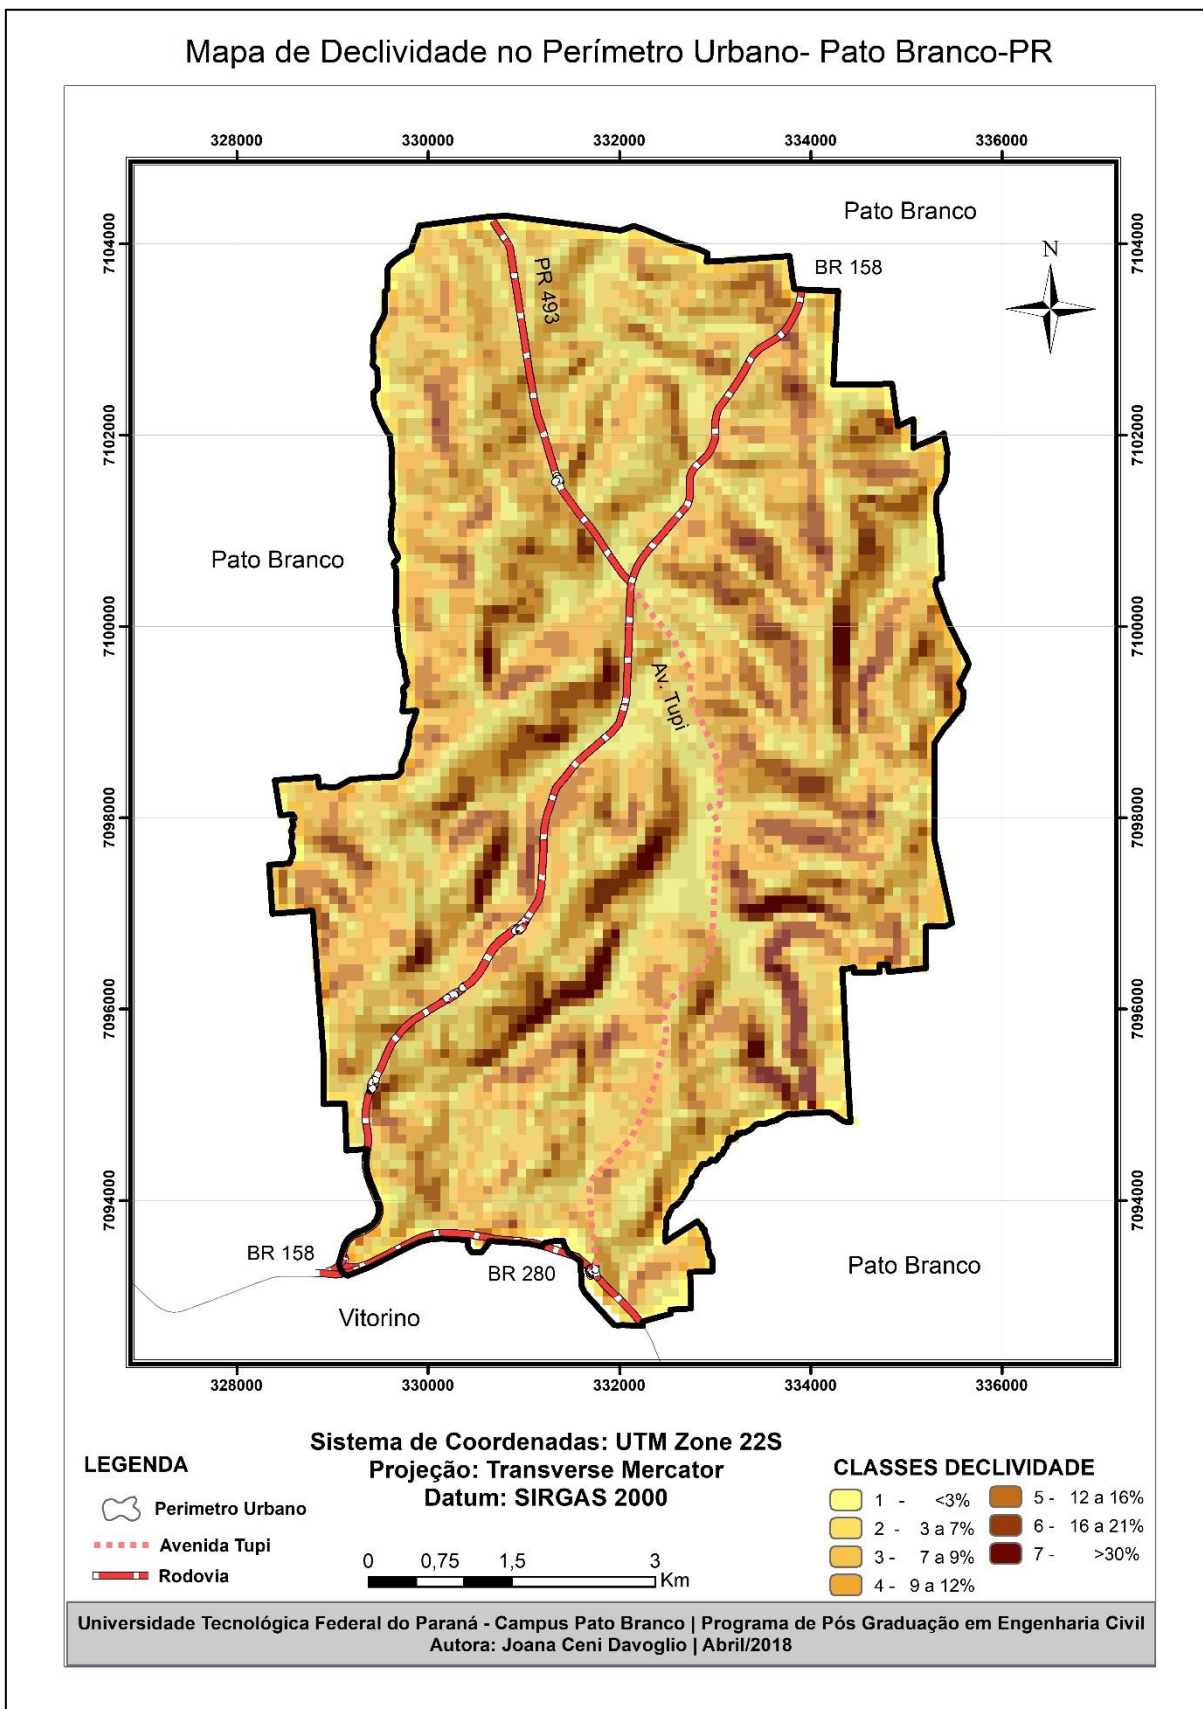 Mapa de Declividade no Perímetro Urbano- Pato Branco-PR
328000 330000 332000 334000 336000
Pato Branco
N
7104000
7104000
BR 158
PR 493
7102000
7102000
Pato Branco
7100000
7100000
Av. Tupi
7098000
7098000
7096000
7096000
7094000
7094000
BR 158
BR 280
Pato Branco
Vitorino
328000 330000 332000 334000 336000
Sistema de Coordenadas: UTM Zone 22S
Projeção: Transverse Mercator
Datum: SIRGAS 2000
LEGENDA
Perimetro Urbano
Avenida Tupi
Rodovia
0 0,75 1,5 3
Km
CLASSES DECLIVIDADE
1 - <3%
2 - 3 a 7%
3 - 7 a 9%
4 - 9 a 12%
5 - 12 a 16%
6 - 16 a 21%
7 - >30%
Universidade Tecnológica Federal do Paraná - Campus Pato Branco | Programa de Pós Graduação em Engenharia Civil
Autora: Joana Ceni Davoglio | Abril/2018